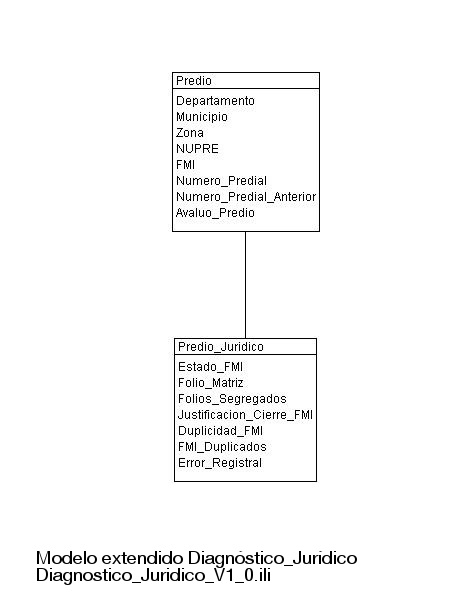 Predio
Departamento
Municipio
Zona
NUPRE
FMI
Numero_Predial
Numero_Predial_Anterior
Avaluo_Predio
Predio_Juridico
Estado_FMI
Folio_Matriz
Folios_Segregados
Justificacion_Cierre_FMI
Duplicidad_FMI
FMI_Duplicados
Error_Registral
Modelo extendido Diagnóstico_Jurídico
Diagnostico_Juridico_V1_0.ili